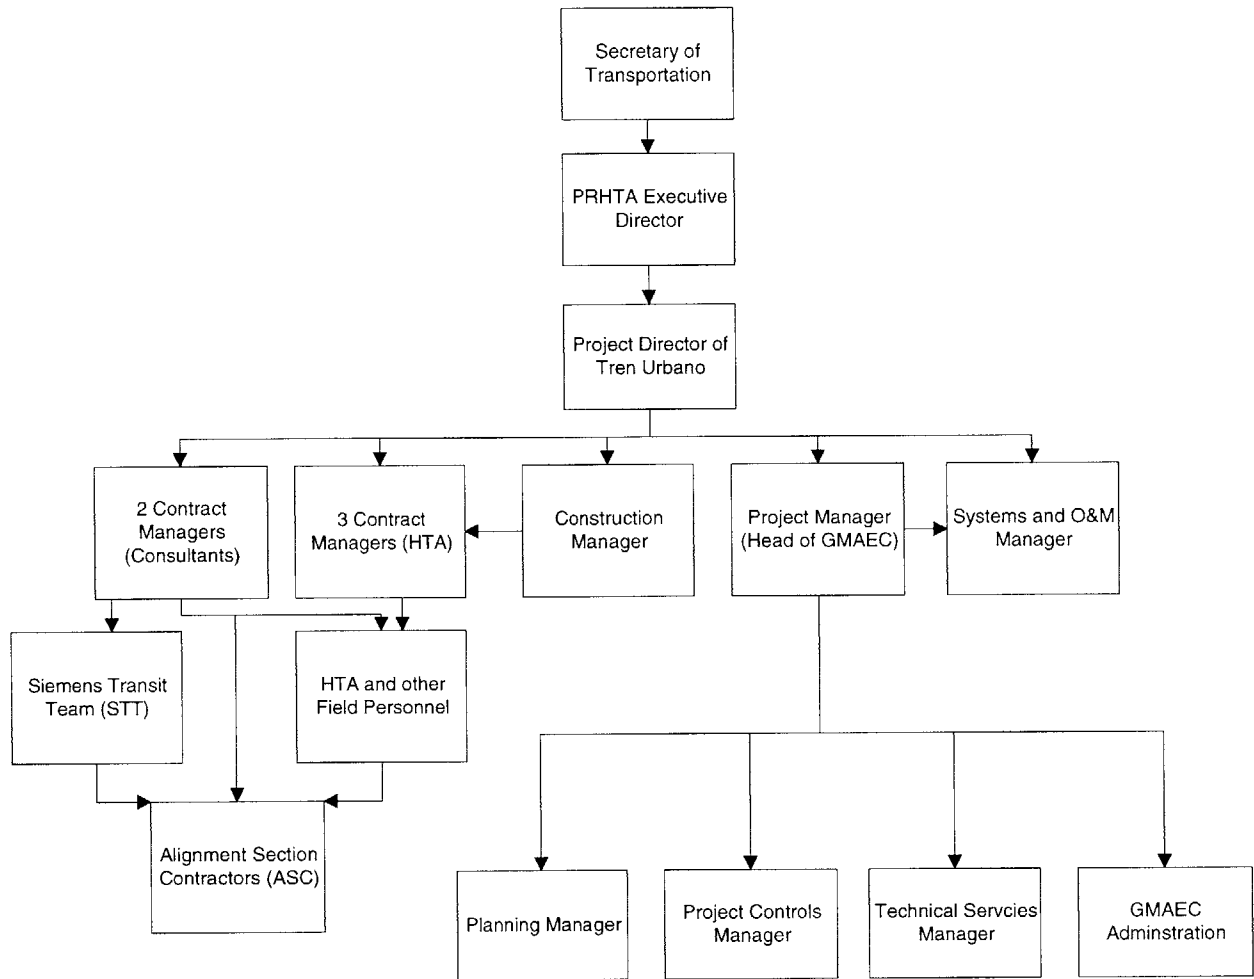 Secretary of
Transportation
PRHTA Executive
Director
Project Director of
Tren Urbano
2 Contract
Managers
(Consultants)
3 Contract
Managers (HTA)
Construction
Manager
Project Manager
(Head of GMAEC)
Systems and O&M
Manager
Siemens Transit
Team (STT)
HTA and other
Field Personnel
Alignment Section
Contractors (ASC)
Planning Manager
Project Controls
Manager
Technical Servcies
Manager
GMAEC
Adminstration